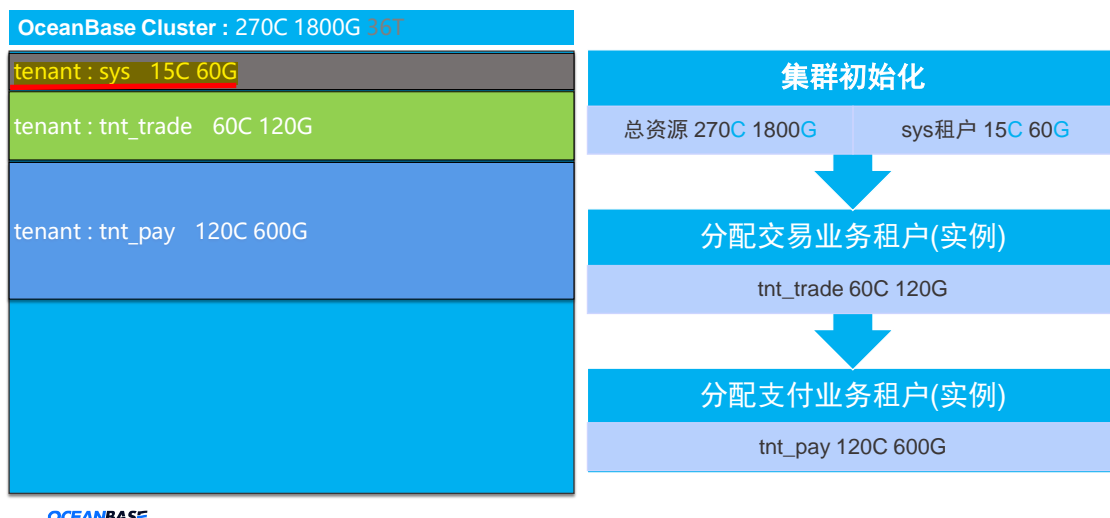 OceanBase Cluster : 270C 1800G 36T
tenant : sys 15C 60G
tenant : tnt_trade 60C 120G
tenant : tnt_pay 120C 600G
集群初始化
总资源 270C 1800G
sys租户 15C 60G
分配交易业务租户(实例)
tnt_trade 60C 120G
分配支付业务租户(实例)
tnt_pay 120C 600G
OCEANBASE